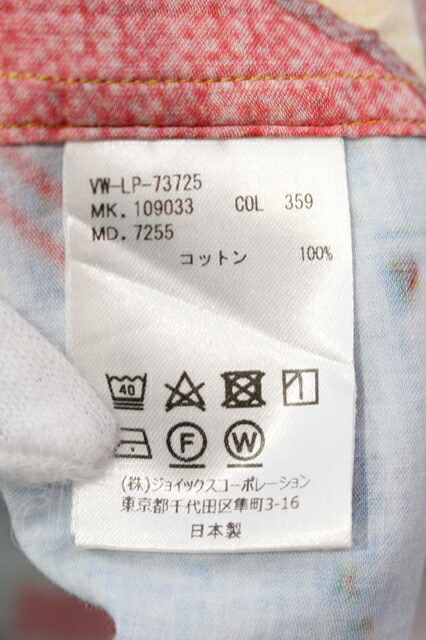 VW-LP-73725
MK. 109033 COL 359
MD. 7255
コットン 100%
40
F W
(株)ジョイックスコーポレーション
東京都千代田区隼町3-16
日本製